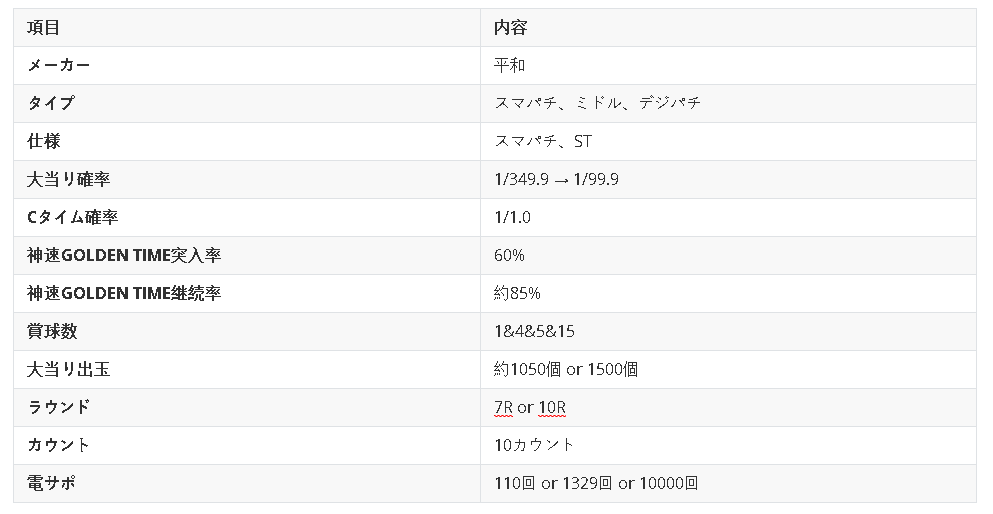 項目 内容
メーカー 平和
タイプ スマパチ、ミドル、デジパチ
仕様 スマパチ、ST
大当り確率 1/349.9 → 1/99.9
Cタイム確率 1/1.0
神速GOLDEN TIME突入率 60%
神速GOLDEN TIME継続率 約85%
賞球数 1&4&5&15
大当り出玉 約1050個 or 1500個
ラウンド 7R or 10R
カウント 10カウント
電サポ 110回 or 1329回 or 10000回